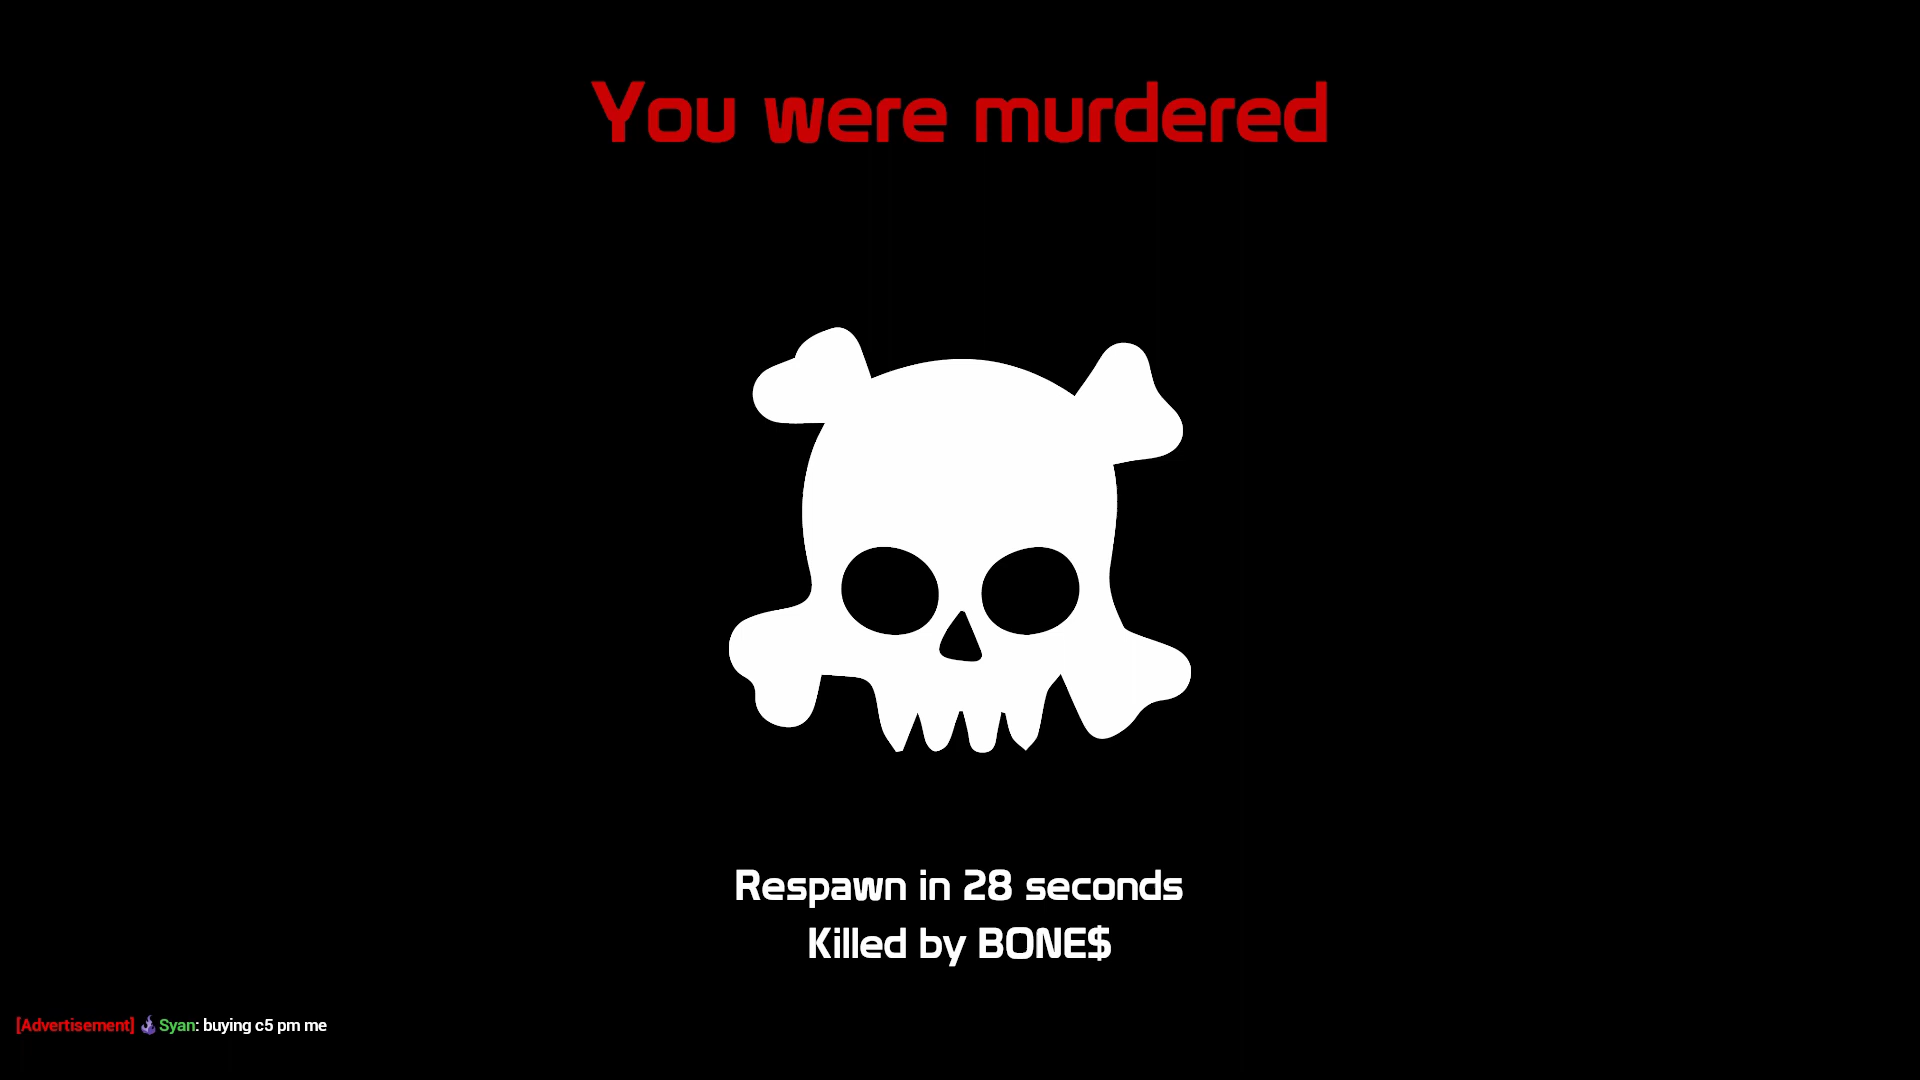 You were murdered
Respawn in 28 seconds
Killed by BONE$
[Advertisement] Syan: buying c5 pm me